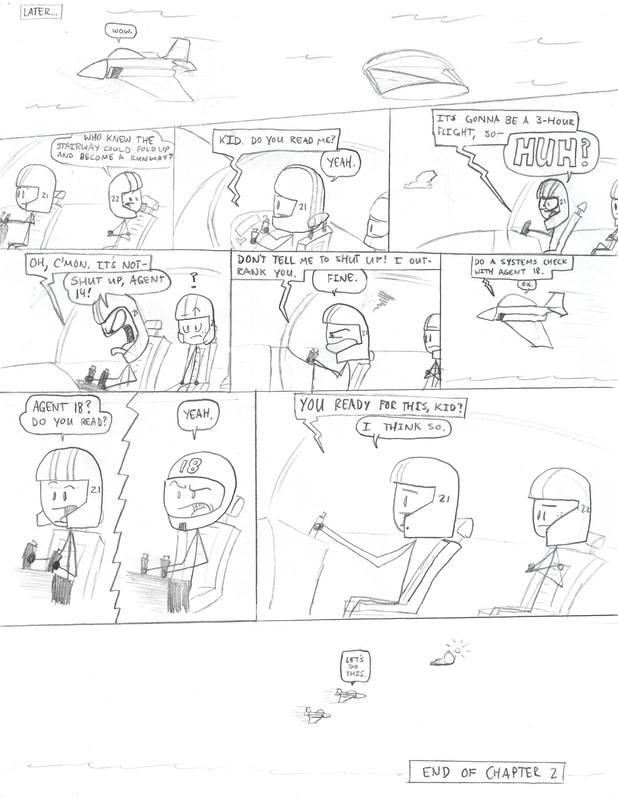 LATER...
WOW.
WHO KNEW THE
STAIRWAY COULD FOLD UP
AND BECOME A RUNWAY?
21
22
KID. DO YOU READ ME?
YEAH.
21
ITS GONNA BE A 3-HOUR
FLIGHT, SO-
HUH?
21
OH, C'MON. ITS NOT-
SHUT UP, AGENT
14!
?
DON'T TELL ME TO SHUT UP! I OUT-
RANK YOU.
FINE.
21
DO A SYSTEMS CHECK
WITH AGENT 18.
OK.
AGENT 18?
DO YOU READ?
21
YEAH.
18
YOU READY FOR THIS, KID?
I THINK SO.
21
22
LET'S
DO
THIS.
END OF CHAPTER 2